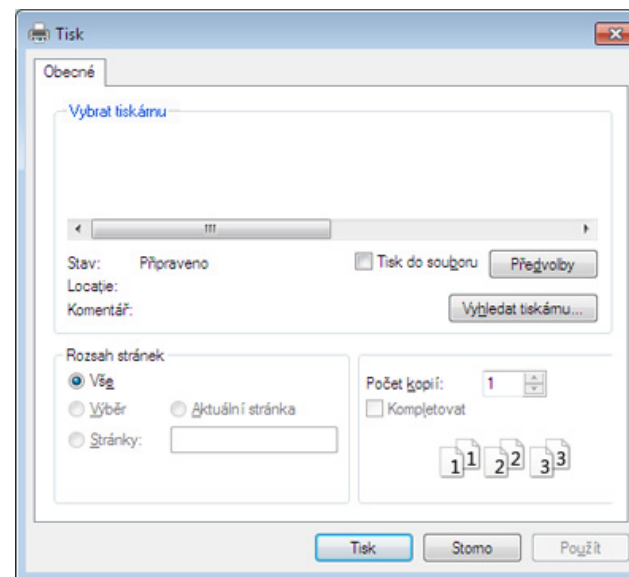 Tisk
Obecné
Vybrat tiskárnu
Stav: Připraveno
Tisk do souboru
Předvolby
Locaţie:
Komentář:
Vyhledat tiskárnu...
Rozsah stránek
Vše
Výběr
Aktuální stránka
Stránky:
Počet kopií: 1
Kompletovat
1 1 2 2 3 3
Tisk
Storno
Použít